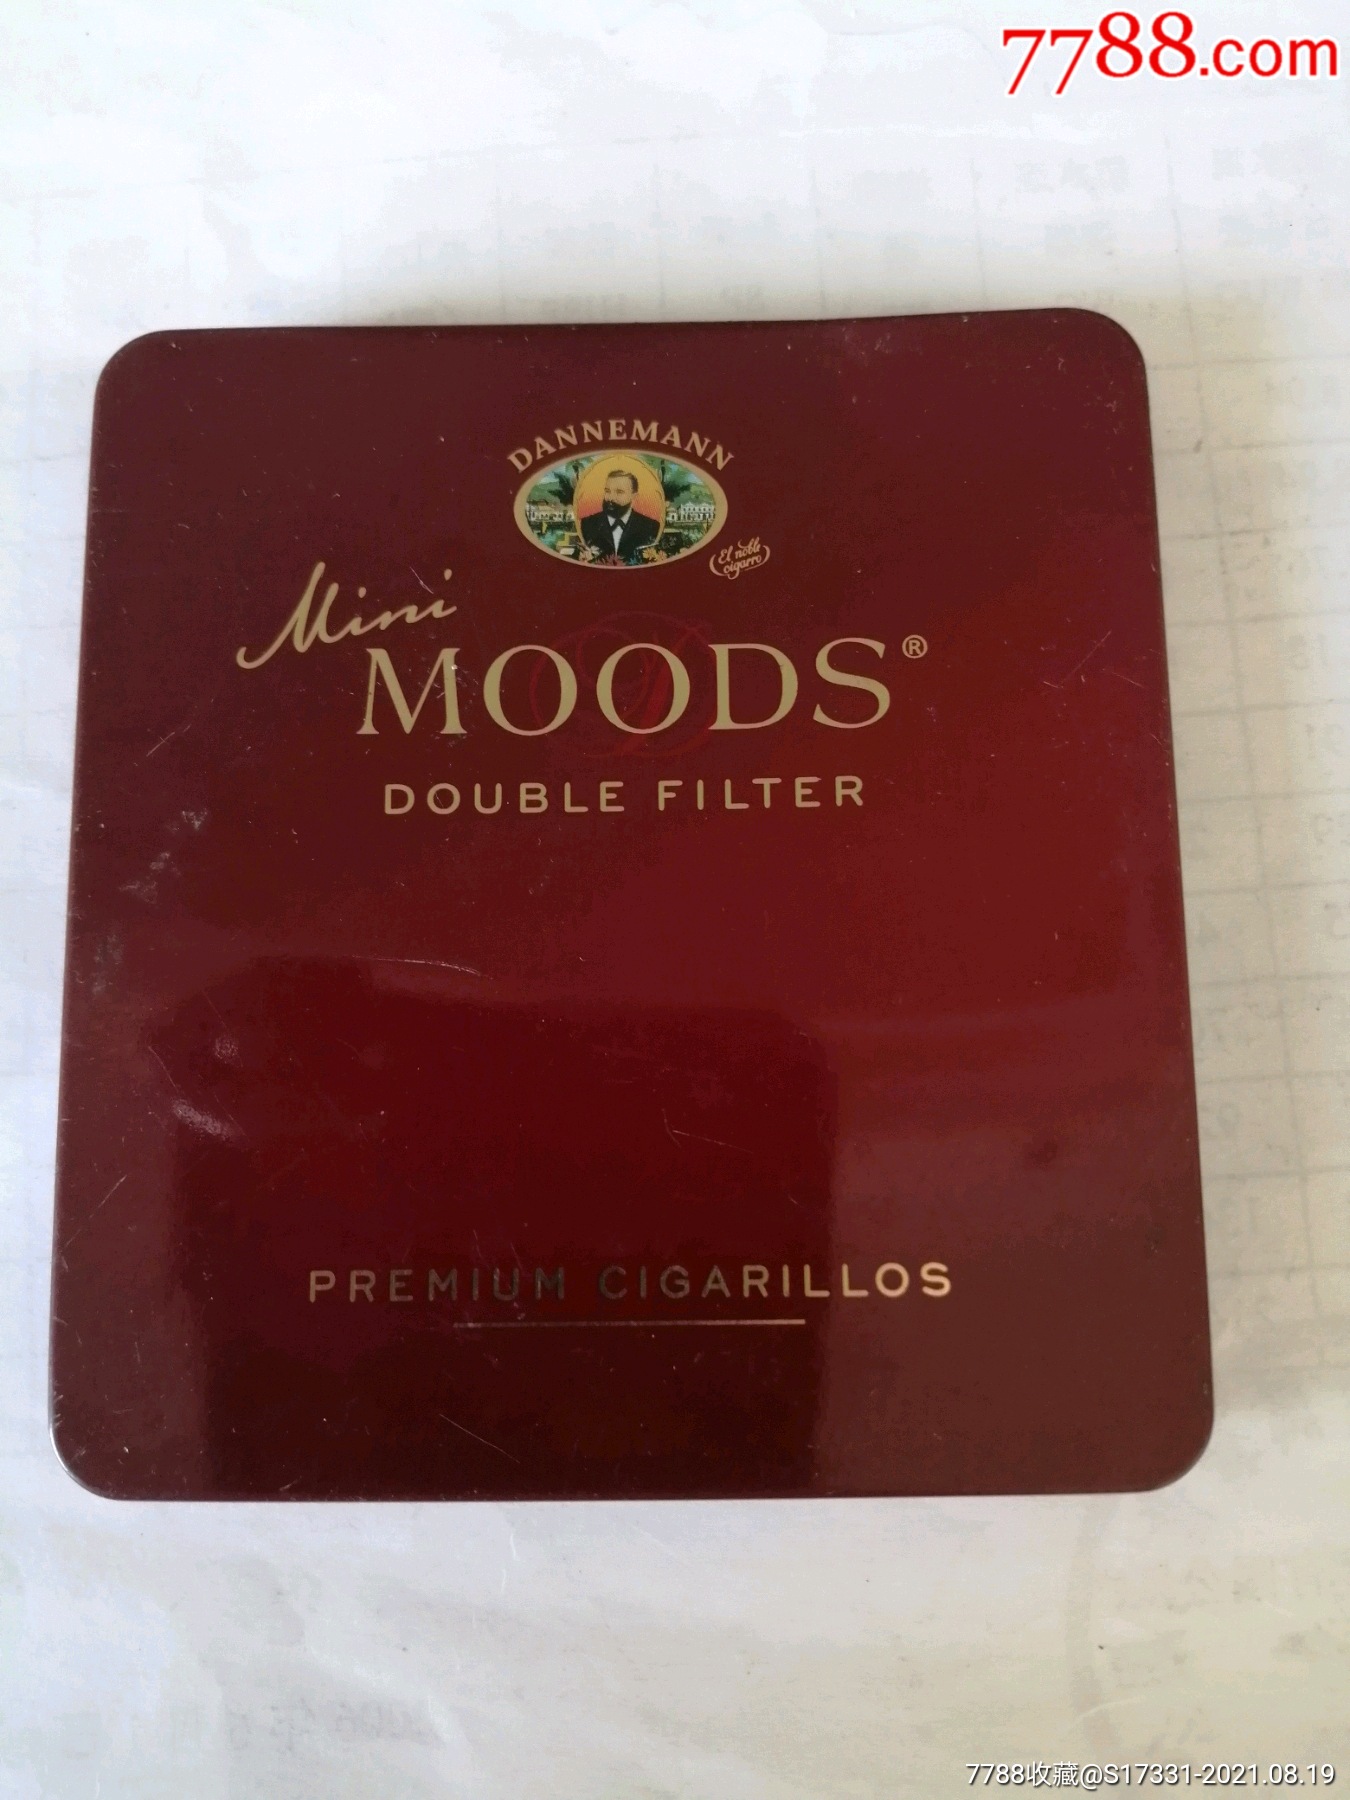 7788.com
DANNEMANN
El noble
cigarro
Mini
MOODS®
DOUBLE FILTER
PREMIUM CIGARILLOS
7788收藏@S17331-2021.08.19